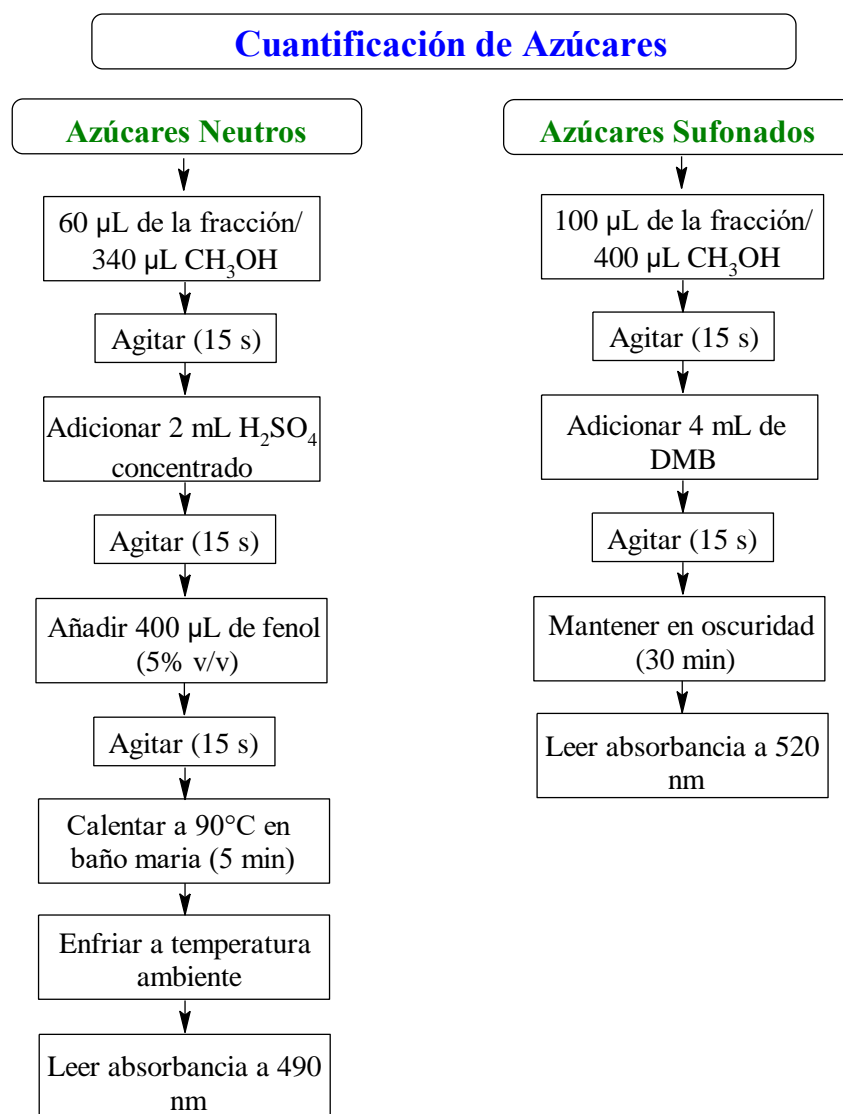 Cuantificación de Azúcares
Azúcares Neutros
60 µL de la fracción/
340 µL CH₃OH
Agitar (15 s)
Adicionar 2 mL H₂SO₄
concentrado
Agitar (15 s)
Añadir 400 µL de fenol
(5% v/v)
Agitar (15 s)
Calentar a 90°C en
baño maria (5 min)
Enfriar a temperatura
ambiente
Leer absorbancia a 490
nm
Azúcares Sufonados
100 µL de la fracción/
400 µL CH₃OH
Agitar (15 s)
Adicionar 4 mL de
DMB
Agitar (15 s)
Mantener en oscuridad
(30 min)
Leer absorbancia a 520
nm